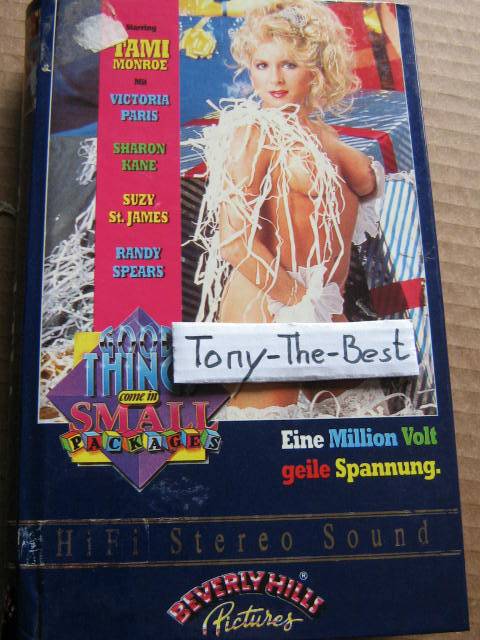 Starring
TAMI
MONROE
Mit
VICTORIA
PARIS
SHARON
KANE
SUZY
St. JAMES
RANDY
SPEARS
GOOD
THING
come in
SMALL
PACKAGES
Tony-The-Best
Eine Million Volt
geile Spannung.
HiFi Stereo Sound
BEVERLY HILLS
®
Pictures